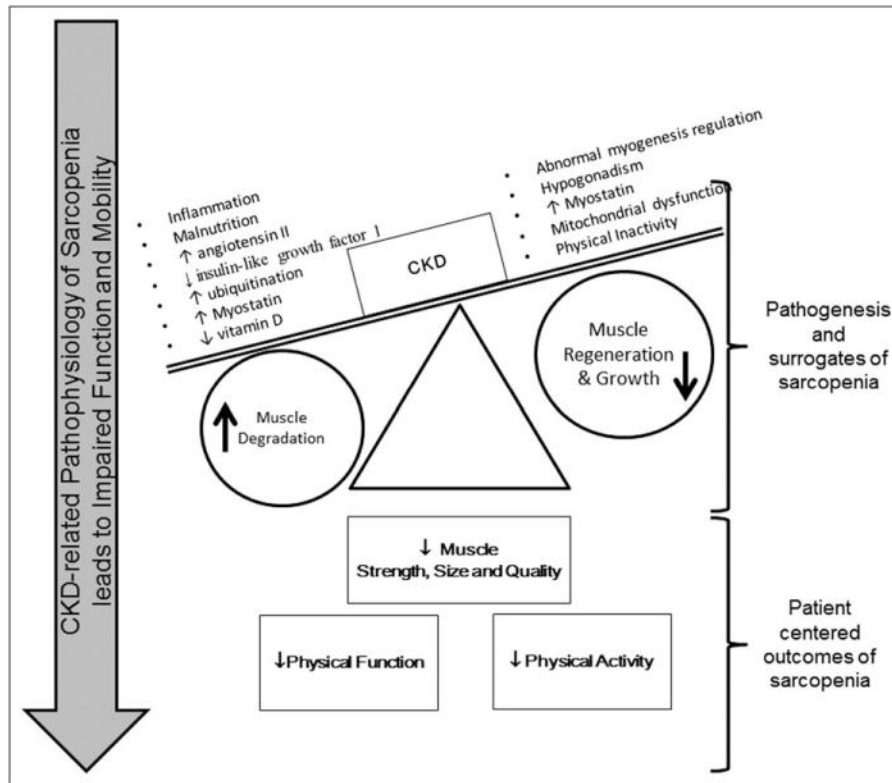 CKD-related Pathophysiology of Sarcopenia
leads to Impaired Function and Mobility
• Inflammation
• Malnutrition
• ↑ angiotensin II
• ↓ insulin-like growth factor 1
• ↑ ubiquitination
• ↑ Myostatin
• ↓ vitamin D
CKD
• Abnormal myogenesis regulation
• Hypogonadism
• ↑ Myostatin
• Mitochondrial dysfunction
• Physical Inactivity
↑ Muscle
Degradation
Muscle
Regeneration
& Growth ↓
Pathogenesis
and
surrogates of
sarcopenia
↓ Muscle
Strength, Size and Quality
↓Physical Function
↓ Physical Activity
Patient
centered
outcomes of
sarcopenia